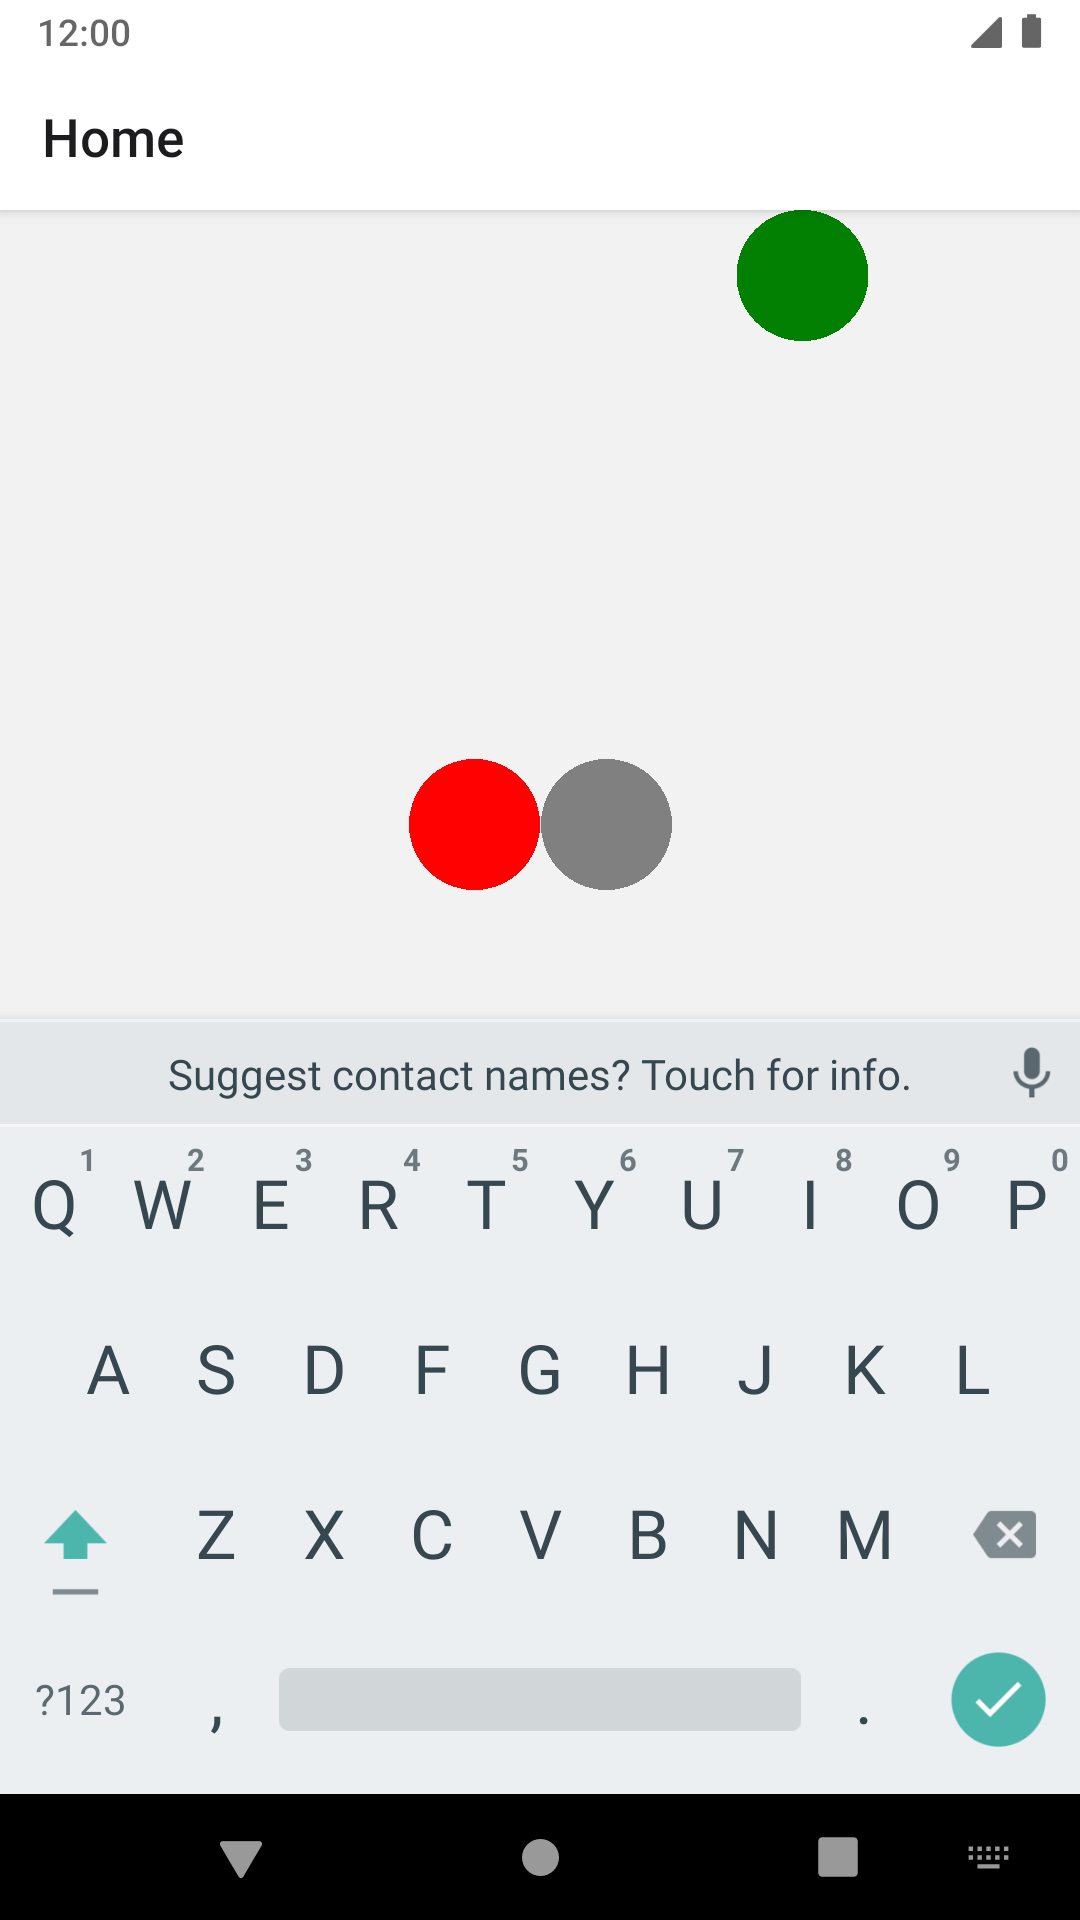 12:00
Home
Suggest contact names? Touch for info.
1 2 3 4 5 6 7 8 9 0
Q W E R T Y U I O P
A S D F G H J K L
Z X C V B N M
?123 , .